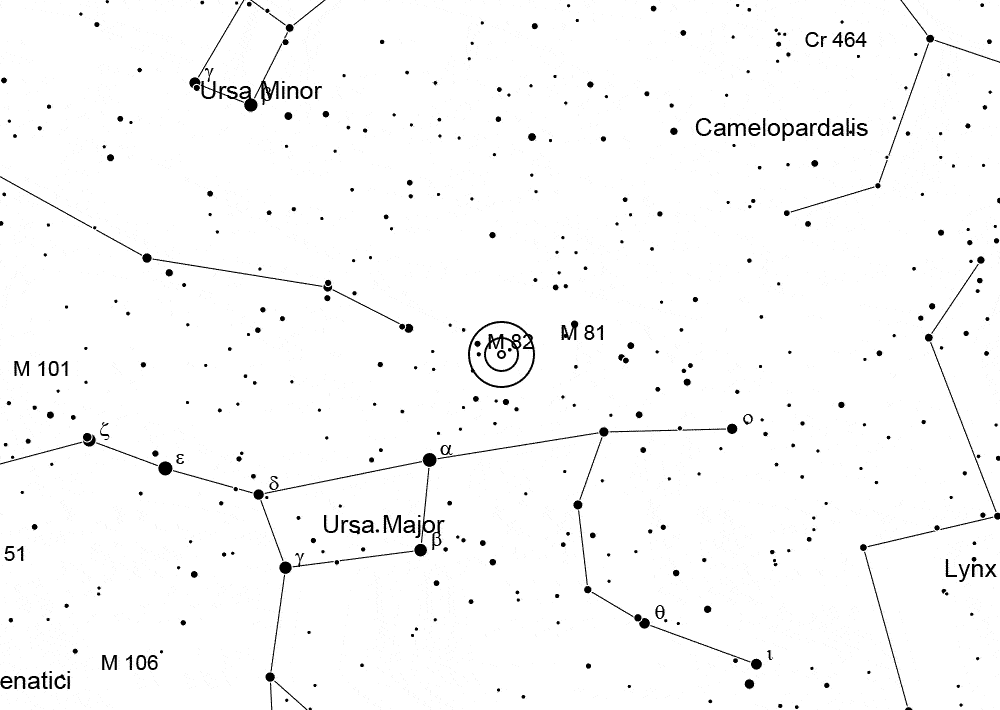 Cr 464
γ
Ursa Minor
β
Camelopardalis
M 82
M 81
M 101
ο
ζ
α
ε
δ
Ursa Major
β
51
γ
Lynx
θ
M 106
ι
enatici